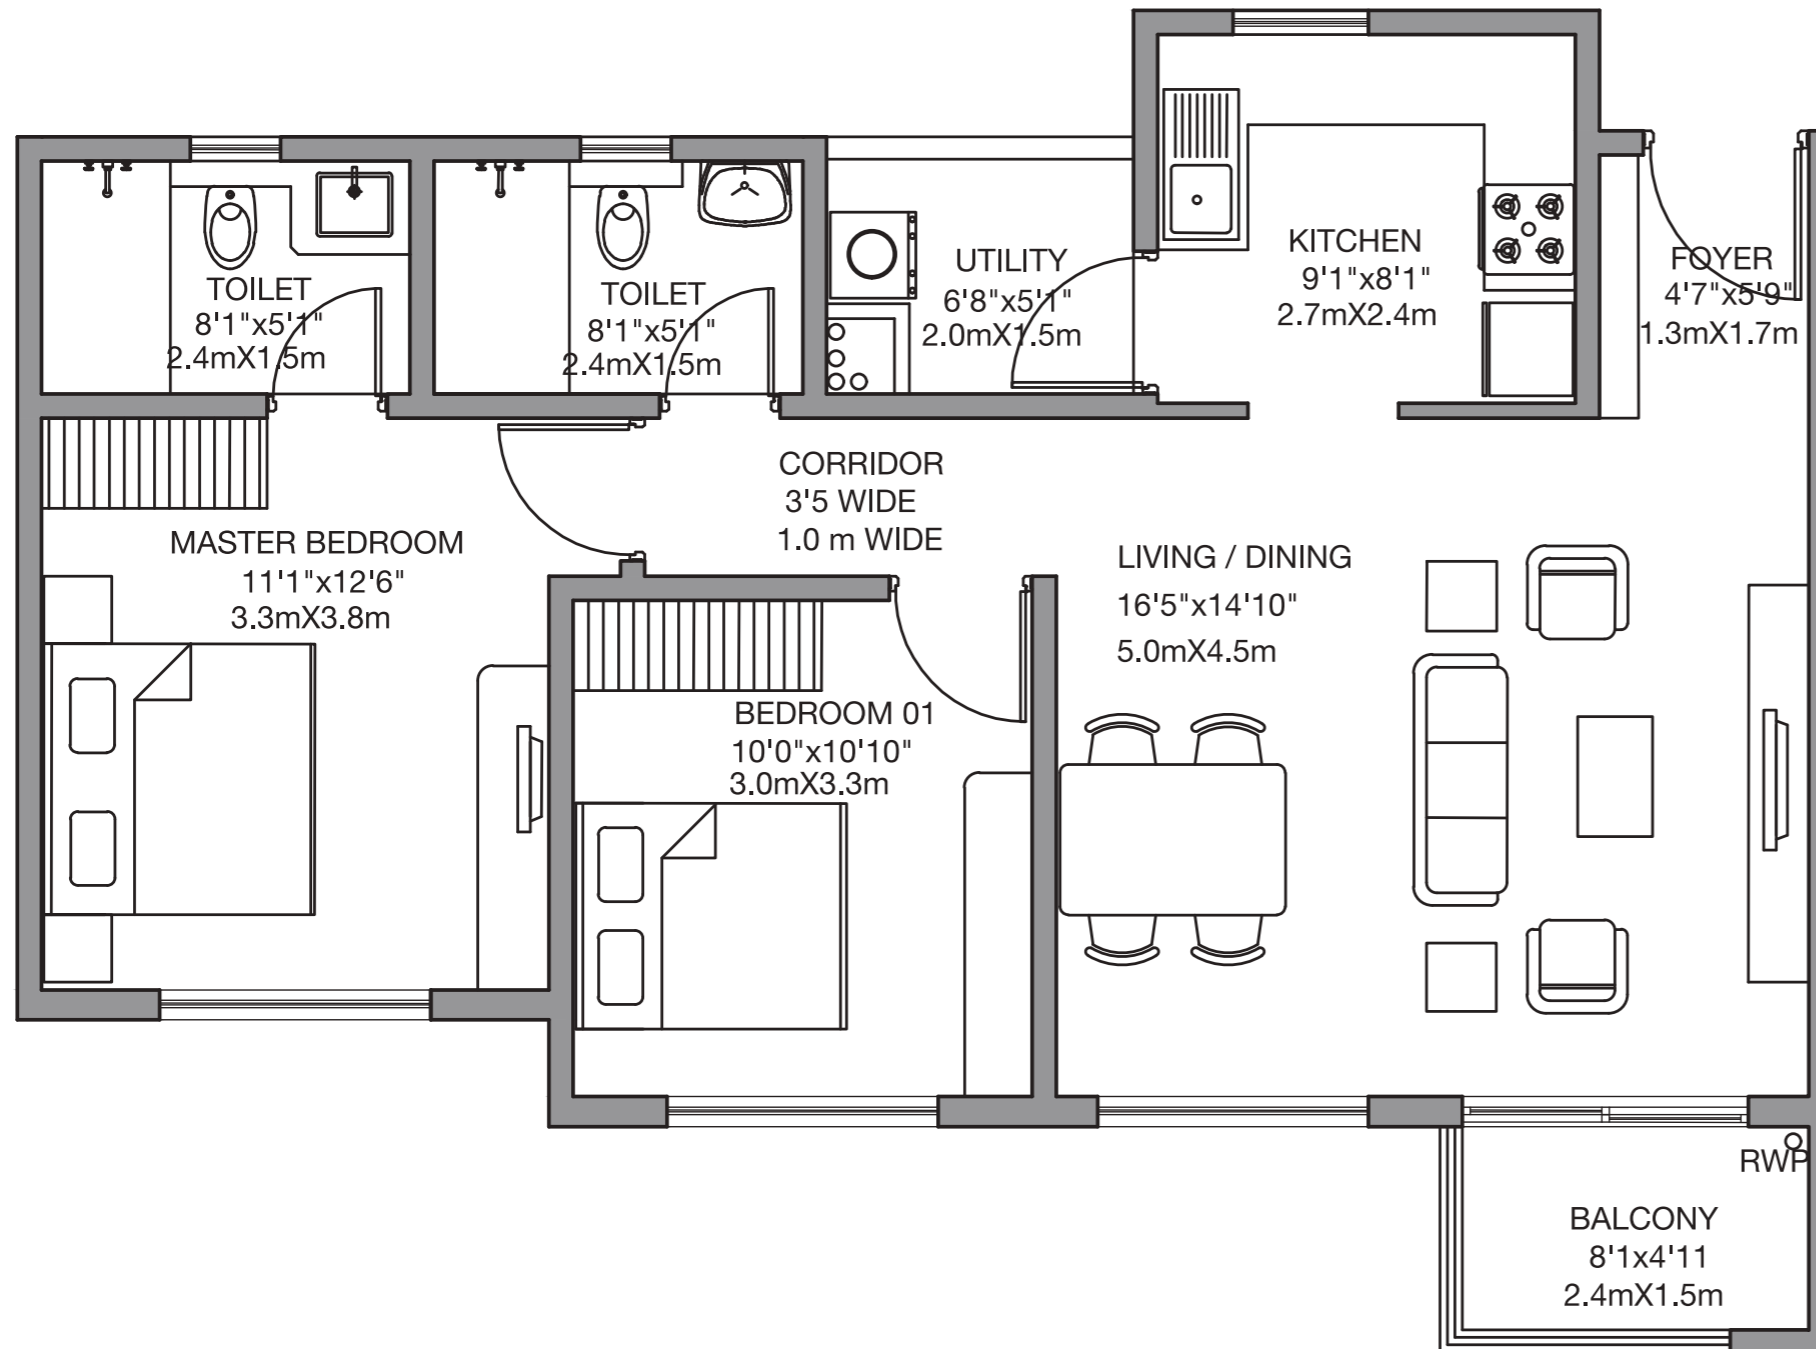 KITCHEN
9'1"x8'1"
2.7mX2.4m
FOYER
4'7"x5'9"
1.3mX1.7m
UTILITY
6'8"x5'1"
2.0mX1.5m
TOILET
8'1"x5'1"
2.4mX1.5m
TOILET
8'1"x5'1"
2.4mX1.5m
CORRIDOR
3'5 WIDE
1.0 m WIDE
MASTER BEDROOM
11'1"x12'6"
3.3mX3.8m
LIVING / DINING
16'5"x14'10"
5.0mX4.5m
BEDROOM 01
10'0"x10'10"
3.0mX3.3m
RWP
BALCONY
8'1x4'11
2.4mX1.5m